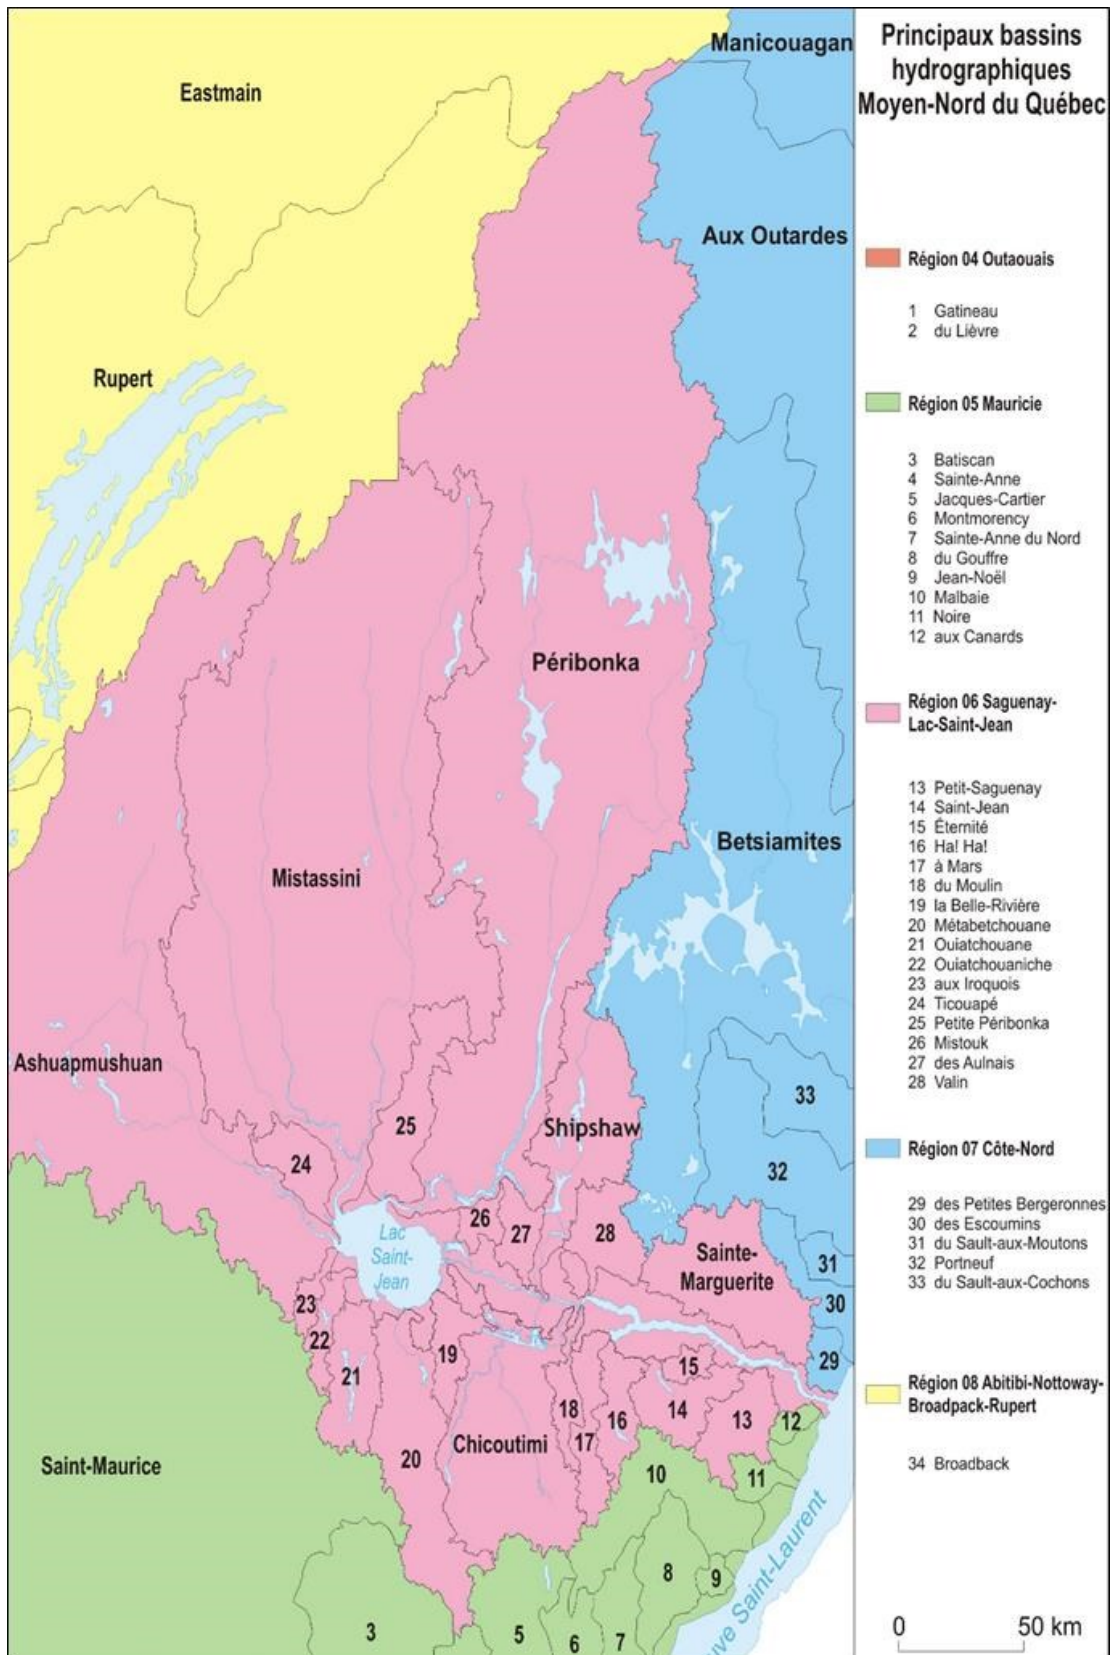 Principaux bassins
hydrographiques
Moyen-Nord du Québec
Région 04 Outaouais
1 Gatineau
2 du Lièvre
Région 05 Mauricie
3 Batiscan
4 Sainte-Anne
5 Jacques-Cartier
6 Montmorency
7 Sainte-Anne du Nord
8 du Gouffre
9 Jean-Noël
10 Malbaie
11 Noire
12 aux Canards
Région 06 Saguenay-
Lac-Saint-Jean
13 Petit-Saguenay
14 Saint-Jean
15 Éternité
16 Ha! Ha!
17 à Mars
18 du Moulin
19 la Belle-Rivière
20 Métabetchouane
21 Ouiatchouane
22 Ouiatchouaniche
23 aux Iroquois
24 Ticouapé
25 Petite Péribonka
26 Mistouk
27 des Aulnais
28 Valin
Région 07 Côte-Nord
29 des Petites Bergeronnes
30 des Escoumins
31 du Sault-aux-Moutons
32 Portneuf
33 du Sault-aux-Cochons
Région 08 Abitibi-Nottoway-
Broadpack-Rupert
34 Broadback
0 50 km
Manicouagan
Eastmain
Aux Outardes
Rupert
Péribonka
Betsiamites
Mistassini
Ashuapmushuan
33
25
Shipshaw
24
32
26
27
28
Lac
Saint-
Jean
Sainte-
Marguerite
31
23
30
22
19
29
21
15
18
16
14
13
12
Chicoutimi
17
20
Saint-Maurice
10
11
8
9
3
5
6
7
uve Saint-Laurent